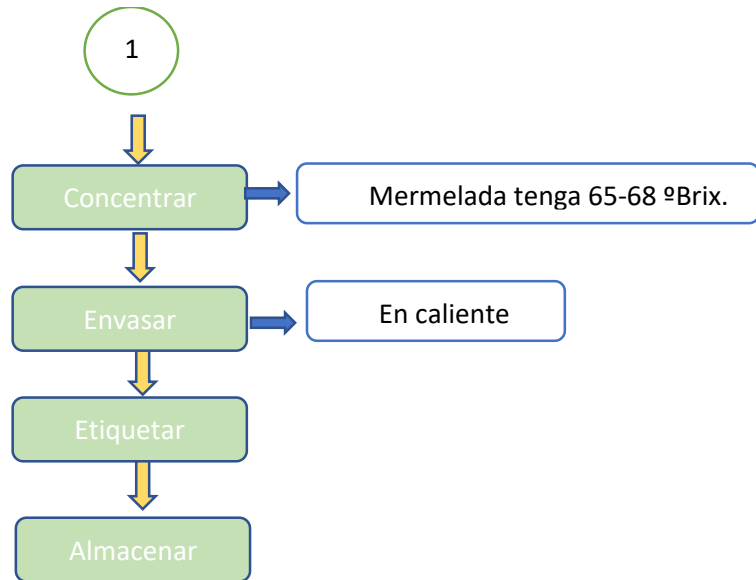 1
Concentrar
Mermelada tenga 65-68 ºBrix.
Envasar
En caliente
Etiquetar
Almacenar